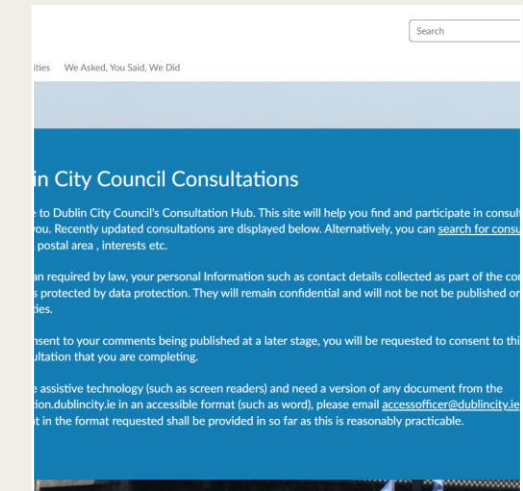 Search
ities We Asked, You Said, We Did
in City Council Consultations
e to Dublin City Council's Consultation Hub. This site will help you find and participate in consul
you. Recently updated consultations are displayed below. Alternatively, you can search for consu
postal area , interests etc.
an required by law, your personal Information such as contact details collected as part of the con
s protected by data protection. They will remain confidential and will not be not be published or
ties.
nsent to your comments being published at a later stage, you will be requested to consent to thi
ultation that you are completing.
e assistive technology (such as screen readers) and need a version of any document from the
ion.dublincity.ie in an accessible format (such as word), please email accessofficer@dublincity.ie
t in the format requested shall be provided in so far as this is reasonably practicable.